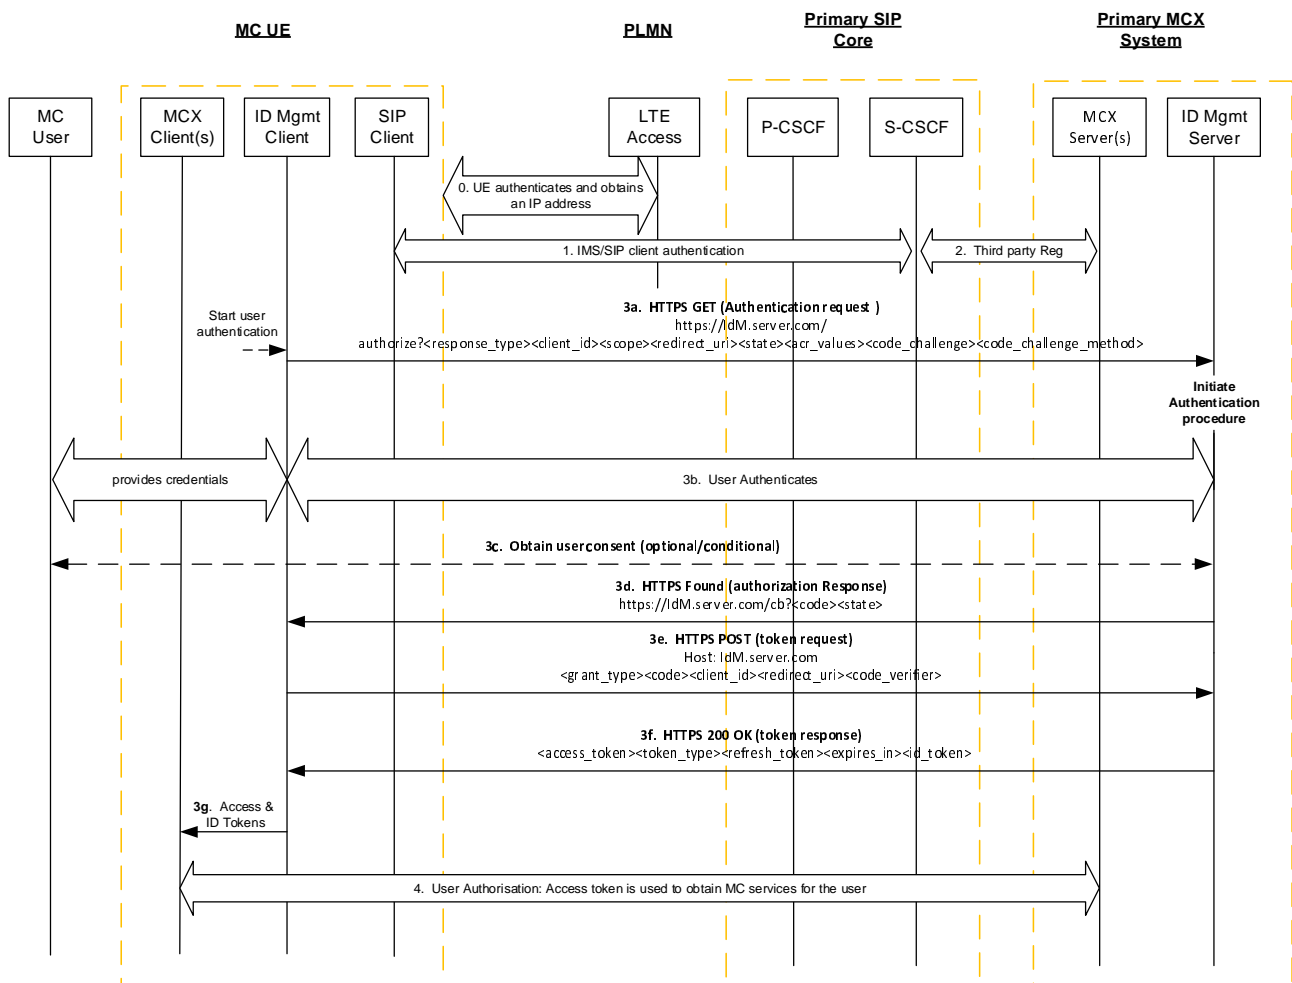 MC UE
PLMN
Primary SIP
Core
Primary MCX
System
MC
User
MCX
Client(s)
ID Mgmt
Client
SIP
Client
LTE
Access
P-CSCF
S-CSCF
MCX
Server(s)
ID Mgmt
Server
0. UE authenticates and obtains
an IP address
1. IMS/SIP client authentication
2. Third party Reg
Start user
authentication
3a. HTTPS GET (Authentication request )
https://IdM.server.com/
authorize?<response_type><client_id><scope><redirect_uri><state><acr_values><code_challenge><code_challenge_method>
Initiate
Authentication
procedure
provides credentials
3b. User Authenticates
3c. Obtain user consent (optional/conditional)
3d. HTTPS Found (authorization Response)
https://IdM.server.com/cb?<code><state>
3e. HTTPS POST (token request)
Host: IdM.server.com
<grant_type><code><client_id><redirect_uri><code_verifier>
3f. HTTPS 200 OK (token response)
<access_token><token_type><refresh_token><expires_in><id_token>
3g. Access &
ID Tokens
4. User Authorisation: Access token is used to obtain MC services for the user